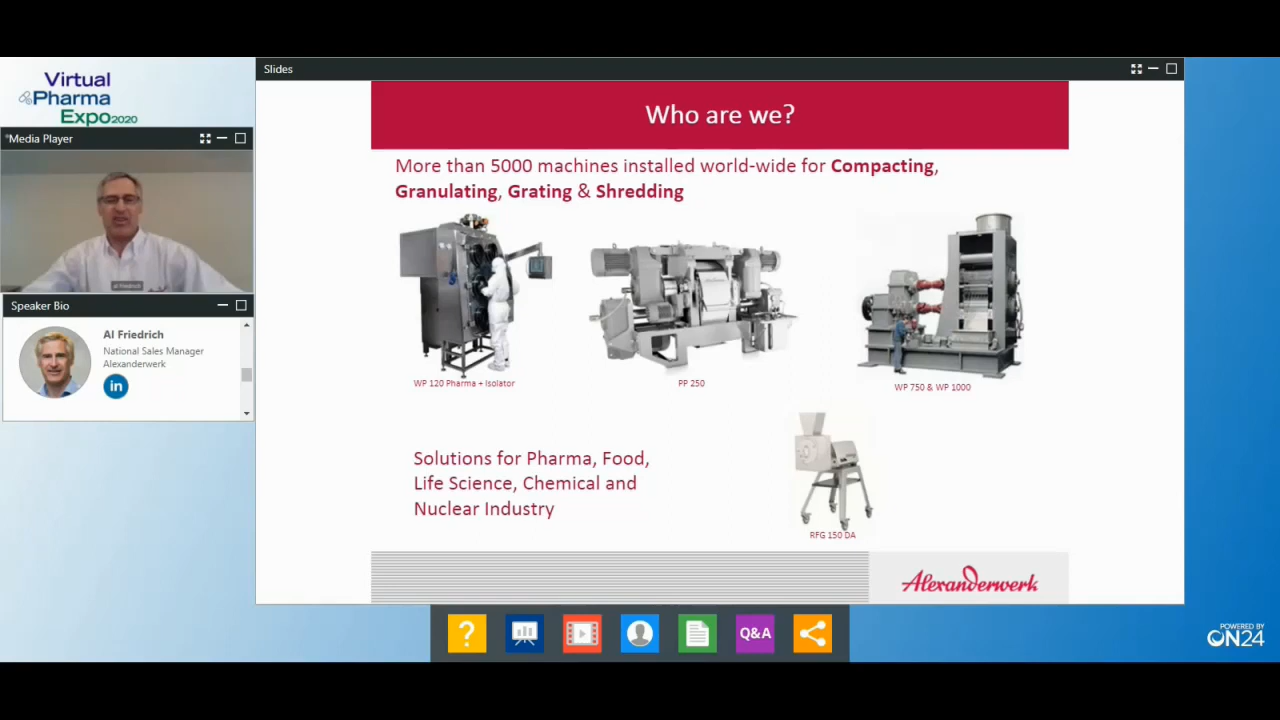 Virtual
Pharma
Expo2020
*Media Player
Al Friedrich
Speaker Bio
Al Friedrich
National Sales Manager
Alexanderwerk
in
Slides
Who are we?
More than 5000 machines installed world-wide for Compacting,
Granulating, Grating & Shredding
WP 120 Pharma + Isolator
PP 250
WP 750 & WP 1000
Solutions for Pharma, Food,
Life Science, Chemical and
Nuclear Industry
RFG 150 DA
Alexanderwerk
?
Q&A
POWERED BY
ON24